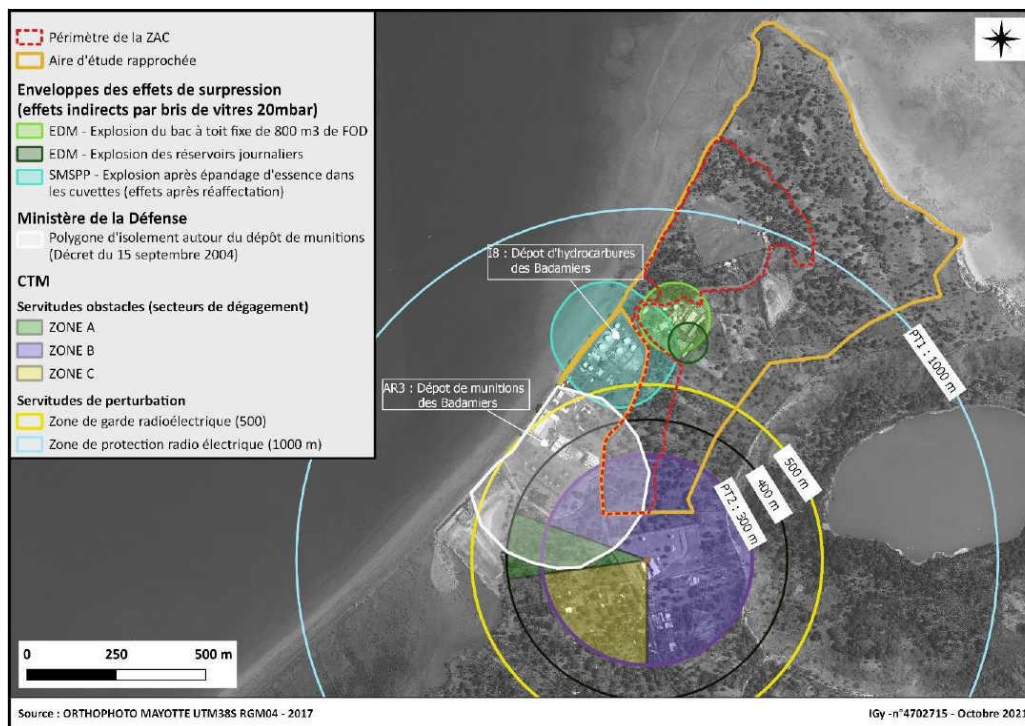 Périmètre de la ZAC
Aire d'étude rapprochée
Enveloppes des effets de surpression
(effets indirects par bris de vitres 20mbar)
EDM - Explosion du bac à toit fixe de 800 m3 de FOD
EDM - Explosion des réservoirs journaliers
SMSPP - Explosion après épandage d'essence dans
les cuvettes (effets après réaffectation)
Ministère de la Défense
Polygone d'isolement autour du dépôt de munitions
(Décret du 15 septembre 2004)
CTM
Servitudes obstacles (secteurs de dégagement)
ZONE A
ZONE B
ZONE C
Servitudes de perturbation
Zone de garde radioélectrique (500)
Zone de protection radio électrique (1000 m)
I8 : Dépot d'hydrocarbures
des Badamiers
AR3 : Dépot de munitions
des Badamiers
PT1 : 1000 m
500 m
400 m
PT2 : 300 m
0 250 500 m
Source : ORTHOPHOTO MAYOTTE UTM38S RGM04 - 2017
IGy -n°4702715 - Octobre 2021